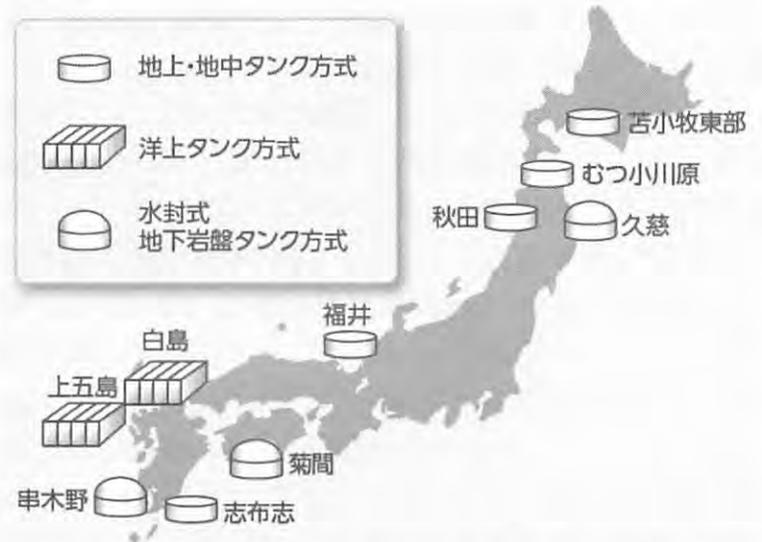 地上・地中タンク方式
洋上タンク方式
水封式
地下岩盤タンク方式
苫小牧東部
むつ小川原
秋田
久慈
福井
白島
上五島
菊間
串木野
志布志